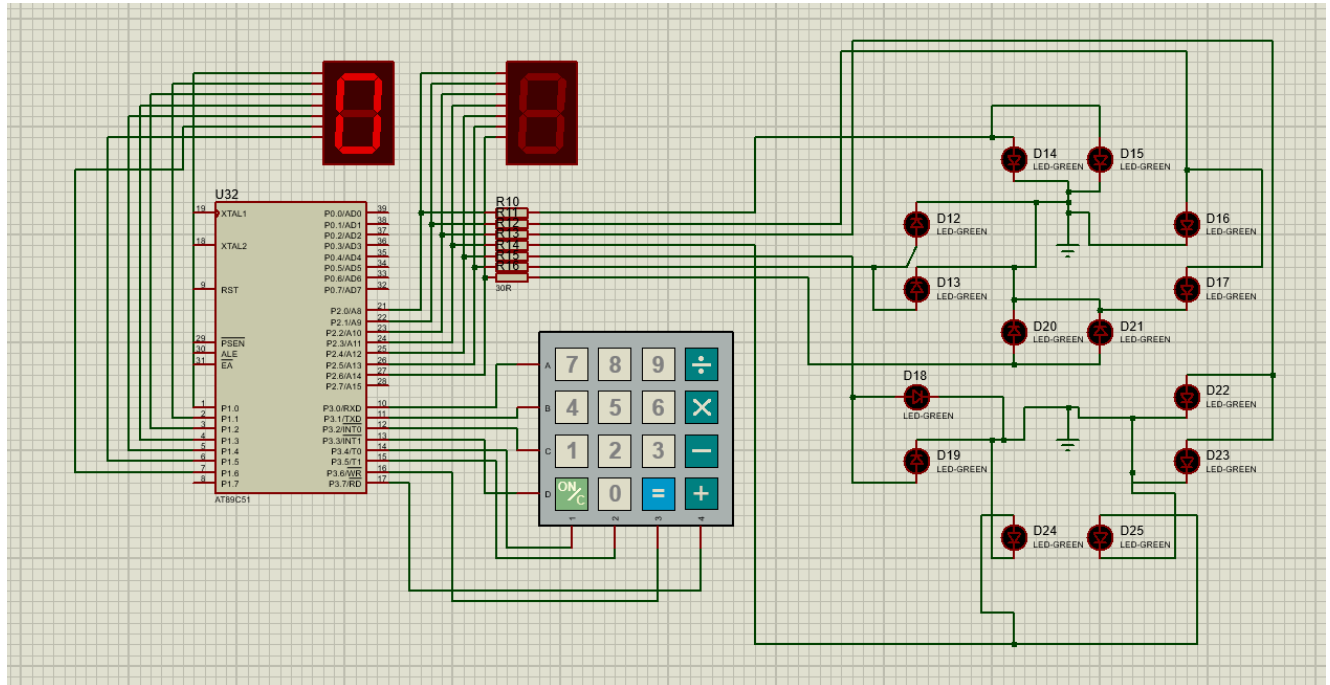 U32
19 XTAL1
18 XTAL2
9 RST
29 PSEN
30 ALE
31 EA
1 P1.0
2 P1.1
3 P1.2
4 P1.3
5 P1.4
6 P1.5
7 P1.6
8 P1.7
P0.0/AD0 39
P0.1/AD1 38
P0.2/AD2 37
P0.3/AD3 36
P0.4/AD4 35
P0.5/AD5 34
P0.6/AD6 33
P0.7/AD7 32
P2.0/A8 21
P2.1/A9 22
P2.2/A10 23
P2.3/A11 24
P2.4/A12 25
P2.5/A13 26
P2.6/A14 27
P2.7/A15 28
P3.0/RXD 10
P3.1/TXD 11
P3.2/INT0 12
P3.3/INT1 13
P3.4/T0 14
P3.5/T1 15
P3.6/WR 16
P3.7/RD 17
AT89C51
R10
R11
R12
R13
R14
R15
R16
30R
A 7 8 9 ÷
B 4 5 6 ×
C 1 2 3 −
D ON/C 0 = +
1 2 3 4
D14
LED-GREEN
D15
LED-GREEN
D12
LED-GREEN
D16
LED-GREEN
D13
LED-GREEN
D17
LED-GREEN
D20
LED-GREEN
D21
LED-GREEN
D18
LED-GREEN
D22
LED-GREEN
D19
LED-GREEN
D23
LED-GREEN
D24
LED-GREEN
D25
LED-GREEN